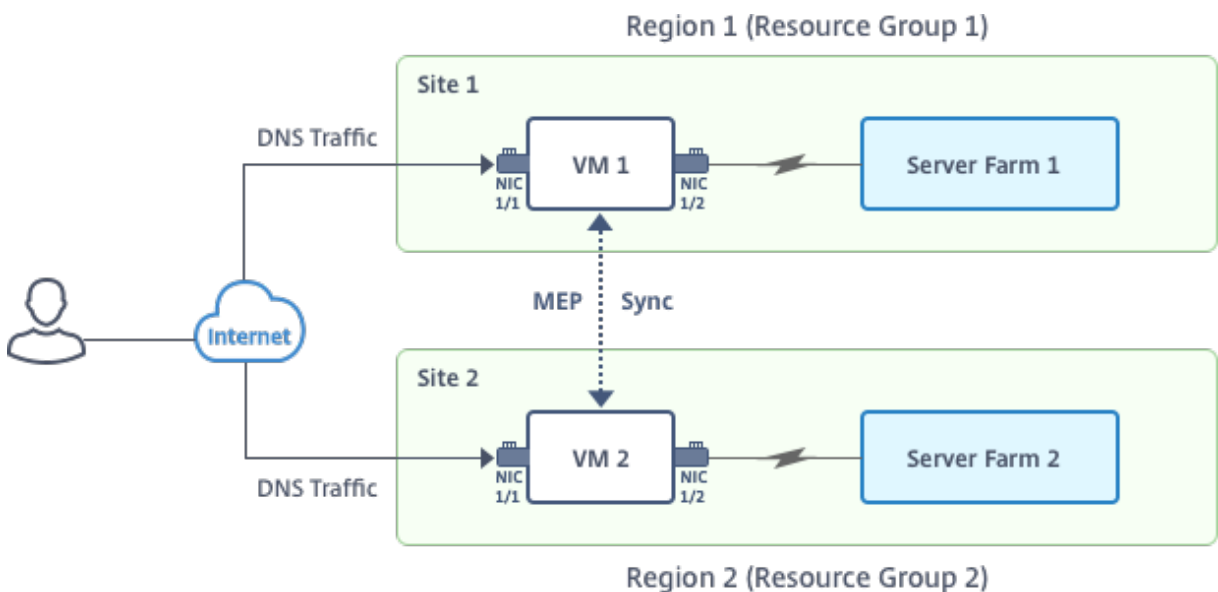 Region 1 (Resource Group 1)
Site 1
DNS Traffic
VM 1
NIC
1/1
NIC
1/2
Server Farm 1
MEP Sync
Internet
Site 2
VM 2
NIC
1/1
NIC
1/2
Server Farm 2
DNS Traffic
Region 2 (Resource Group 2)